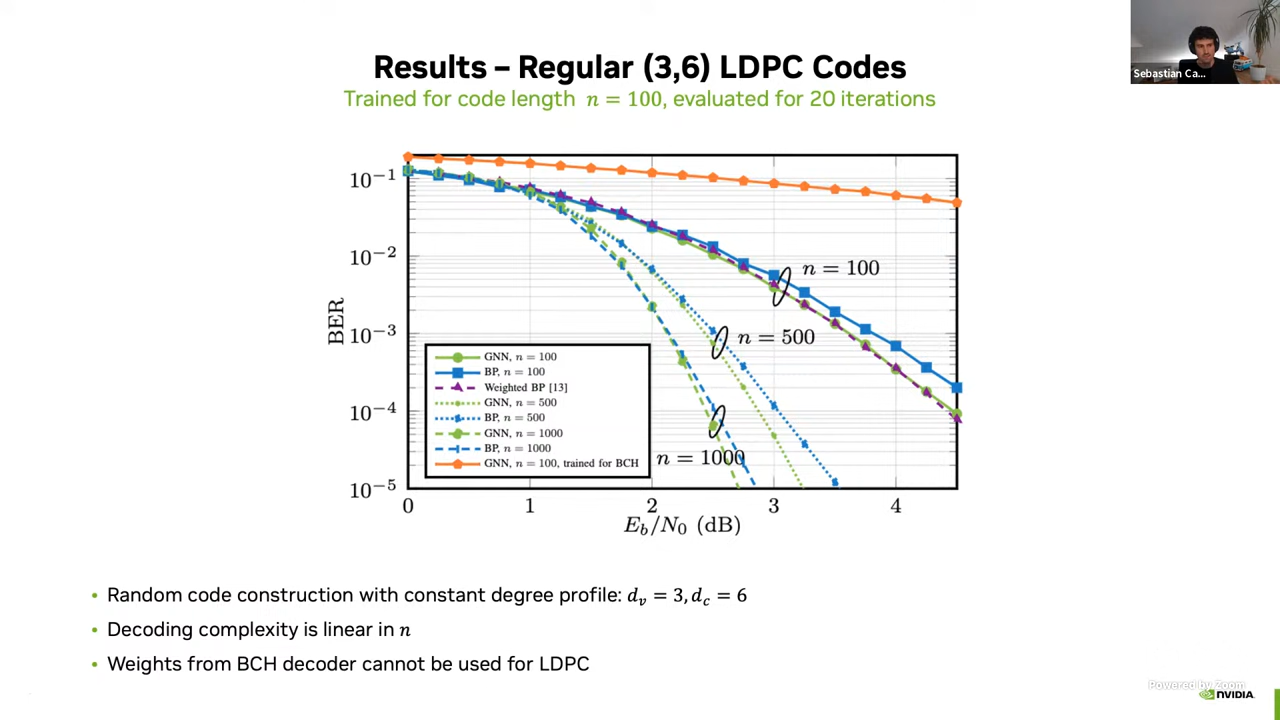 Results – Regular (3,6) LDPC Codes
Trained for code length n = 100, evaluated for 20 iterations
Sebastian Ca...
10⁻¹
10⁻²
10⁻³
10⁻⁴
10⁻⁵
BER
n = 100
n = 500
n = 1000
GNN, n = 100
BP, n = 100
Weighted BP [13]
GNN, n = 500
BP, n = 500
GNN, n = 1000
BP, n = 1000
GNN, n = 100, trained for BCH
0 1 2 3 4
E_b/N_0 (dB)
• Random code construction with constant degree profile: d_v = 3, d_c = 6
• Decoding complexity is linear in n
• Weights from BCH decoder cannot be used for LDPC
Powered by Zoom
NVIDIA.